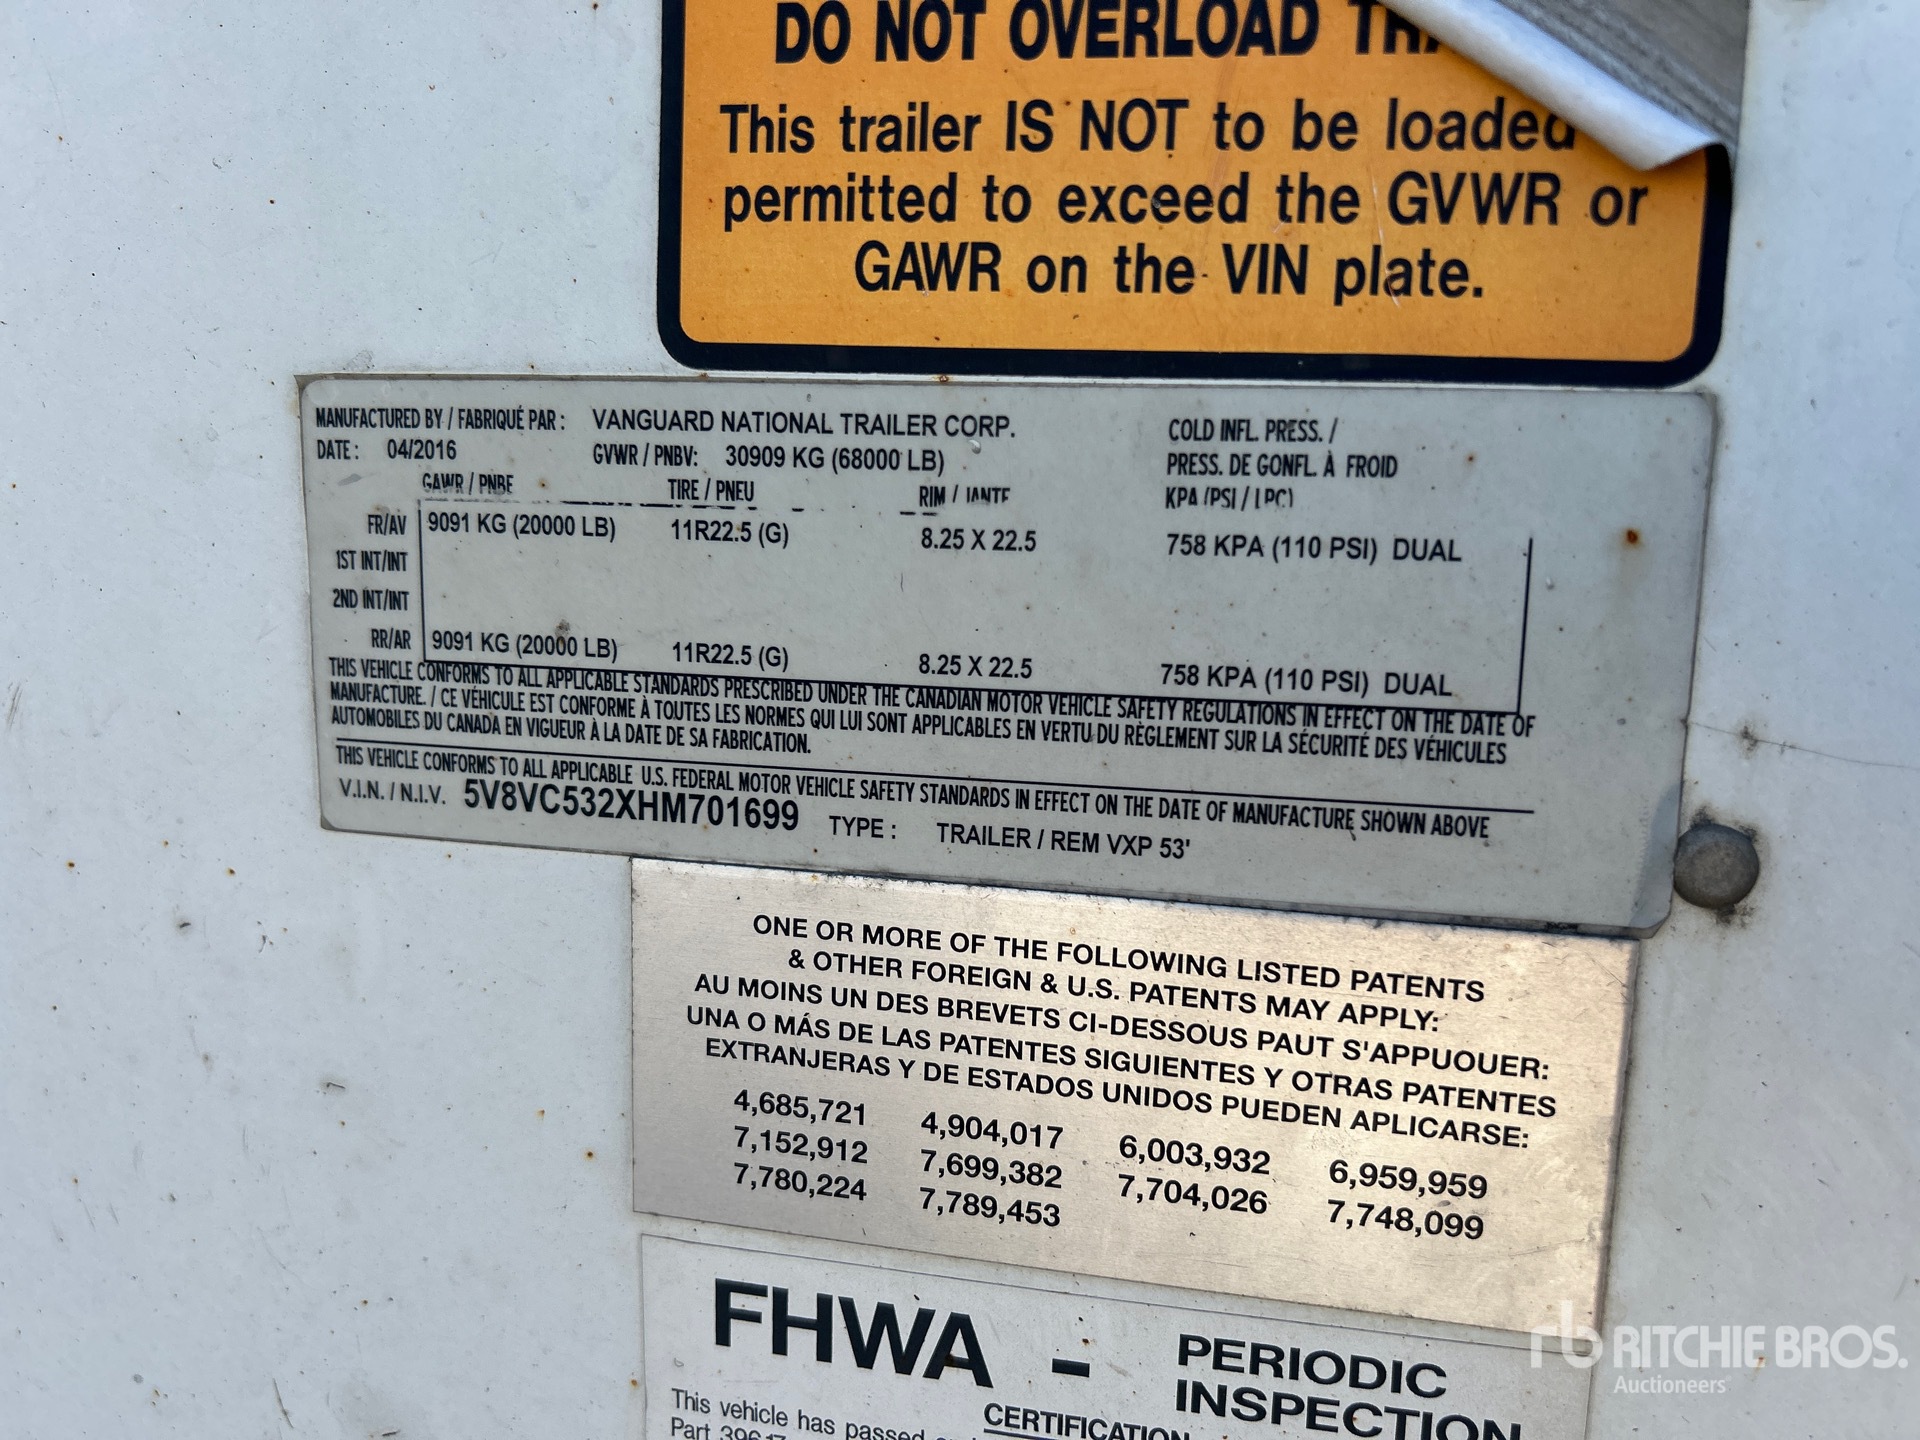 DO NOT OVERLOAD
This trailer IS NOT to be loaded
permitted to exceed the GVWR or
GAWR on the VIN plate.
MANUFACTURED BY / FABRIQUÉ PAR : VANGUARD NATIONAL TRAILER CORP.
DATE : 04/2016 GVWR / PNBV: 30909 KG (68000 LB)
COLD INFL. PRESS. /
PRESS. DE GONFL. À FROID
KPA /PSI / LPC)
GAWR / PNBE TIRE / PNEU RIM / JANTE
FR/AV 9091 KG (20000 LB) 11R22.5 (G) 8.25 X 22.5 758 KPA (110 PSI) DUAL
1ST INT/INT
2ND INT/INT
RR/AR 9091 KG (20000 LB) 11R22.5 (G) 8.25 X 22.5 758 KPA (110 PSI) DUAL
THIS VEHICLE CONFORMS TO ALL APPLICABLE STANDARDS PRESCRIBED UNDER THE CANADIAN MOTOR VEHICLE SAFETY REGULATIONS IN EFFECT ON THE DATE OF
MANUFACTURE. / CE VÉHICULE EST CONFORME À TOUTES LES NORMES QUI LUI SONT APPLICABLES EN VERTU DU RÈGLEMENT SUR LA SÉCURITÉ DES VÉHICULES
AUTOMOBILES DU CANADA EN VIGUEUR À LA DATE DE SA FABRICATION.
THIS VEHICLE CONFORMS TO ALL APPLICABLE U.S. FEDERAL MOTOR VEHICLE SAFETY STANDARDS IN EFFECT ON THE DATE OF MANUFACTURE SHOWN ABOVE
V.I.N. / N.I.V. 5V8VC532XHM701699 TYPE : TRAILER / REM VXP 53'
ONE OR MORE OF THE FOLLOWING LISTED PATENTS
& OTHER FOREIGN & U.S. PATENTS MAY APPLY:
AU MOINS UN DES BREVETS CI-DESSOUS PAUT S'APPUOUER:
UNA O MÁS DE LAS PATENTES SIGUIENTES Y OTRAS PATENTES
EXTRANJERAS Y DE ESTADOS UNIDOS PUEDEN APLICARSE:
4,685,721 4,904,017 6,003,932 6,959,959
7,152,912 7,699,382 7,704,026 7,748,099
7,780,224 7,789,453
FHWA - PERIODIC
INSPECTION
CERTIFICATION
This vehicle has passed
Part
rb RITCHIE BROS.
Auctioneers